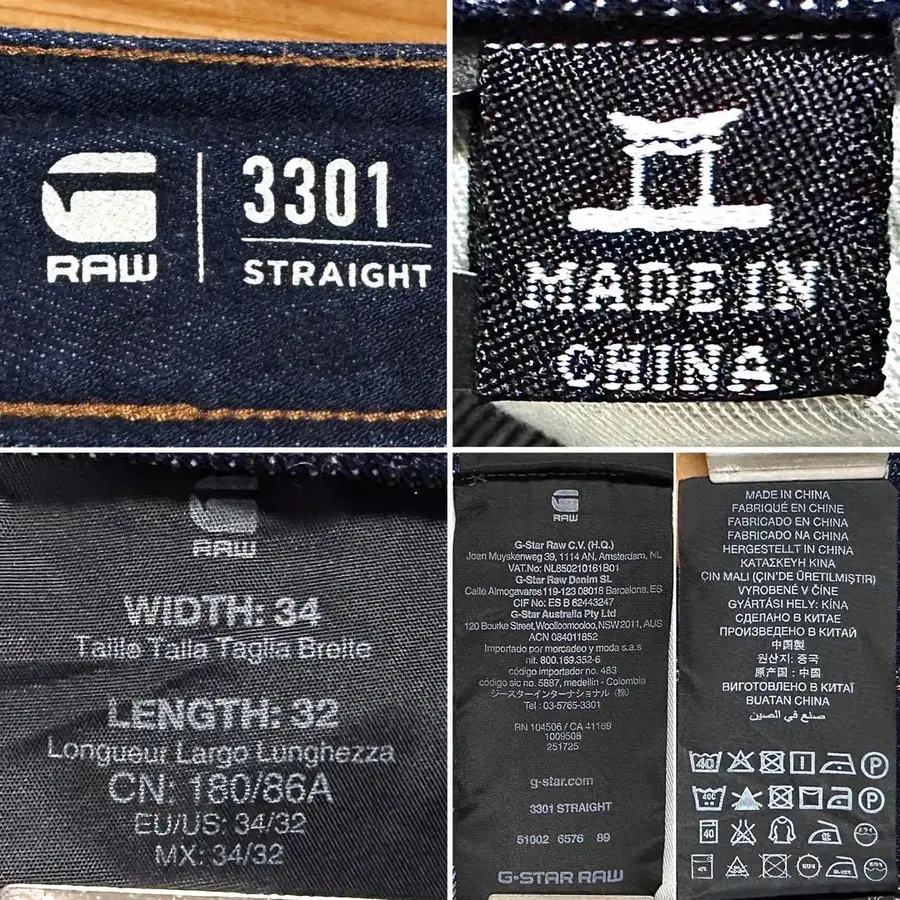 RAW
3301
STRAIGHT
MADE IN
CHINA
RAW
WIDTH: 34
Taille Talla Taglia Breite
LENGTH: 32
Longueur Largo Lunghezza
CN: 180/86A
EU/US: 34/32
MX: 34/32
RAW
G-Star Raw C.V. (H.Q.)
Joan Muyskenweg 39, 1114 AN, Amsterdam, NL
VAT.No: NL850210161B01
G-Star Raw Denim SL
Calle Almogavares 119-123 08018 Barcelona, ES
CIF No: ES B 62443247
G-Star Australia Pty Ltd
120 Bourke Street, Woolloomooloo, NSW2011, AUS
ACN 084011852
Importado por mercadeo y moda s.a.s
nit. 800.169.352-6
código importador no. 483
código sic no. 5887, medellin - Colombia
ジースターインターナショナル（株）
Tel : 03-5765-3301
RN 104506 / CA 41169
1009508
251725
g-star.com
3301 STRAIGHT
51002 6576 89
G-STAR RAW
MADE IN CHINA
FABRIQUÉ EN CHINE
FABRICADO EN CHINA
FABRICADO NA CHINA
HERGESTELLT IN CHINA
ΚΑΤΑΣΚΕΥΗ ΚΙΝΑ
ÇIN MALI (ÇIN'DE ÜRETILMIŞTIR)
VYROBENÉ V ČÍNE
GYÁRTÁSI HELY: KÍNA
СДЕЛАНО В КИТАЕ
ПРОИЗВЕДЕНО В КИТАЙ
中国製
원산지: 중국
原产国：中国
ВИГОТОВЛЕНО В КИТАЇ
BUATAN CHINA
صنع في الصين
40
P
40C
P
40